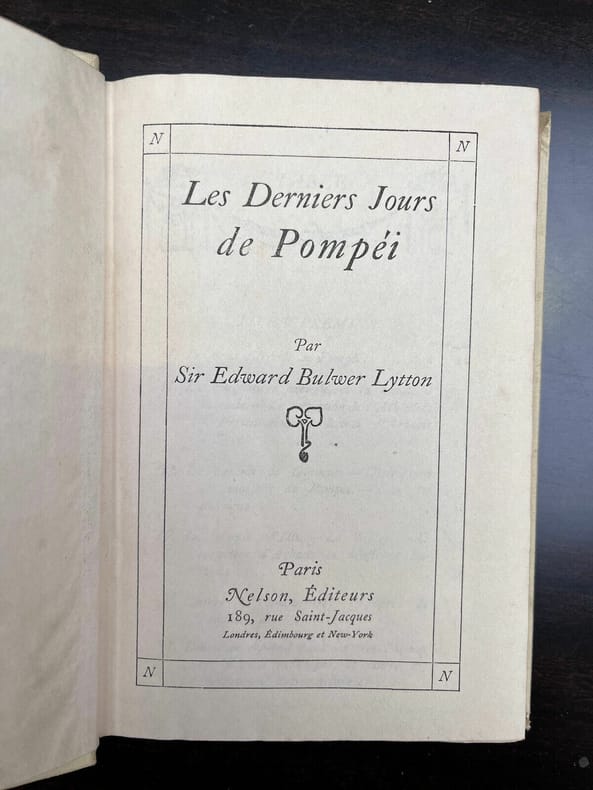 N N
Les Derniers Jours
de Pompéi
Par
Sir Edward Bulwer Lytton
Paris
Nelson, Éditeurs
189, rue Saint-Jacques
Londres, Édimbourg et New-York
N N